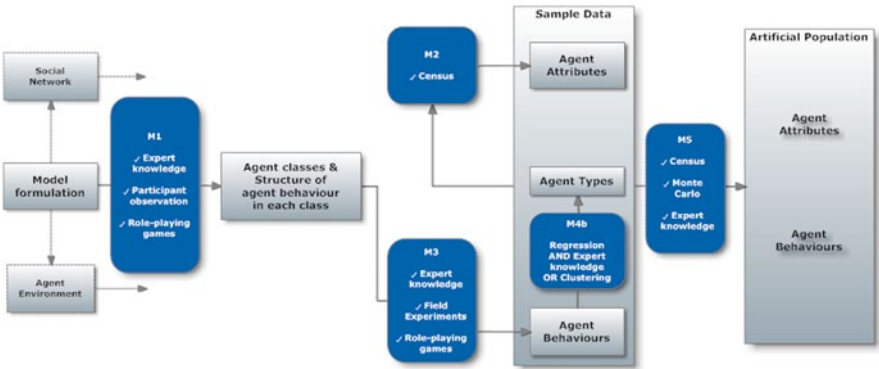 Social
Network
Model
formulation
Agent
Environment
M1
✓ Expert
knowledge
✓ Participant
observation
✓ Role-playing
games
Agent classes &
Structure of
agent behaviour
in each class
M2
✓ Census
M3
✓ Expert
knowledge
✓ Field
Experiments
✓ Role-playing
games
Sample Data
Agent
Attributes
Agent Types
M4b
Regression
AND Expert
knowledge
OR Clustering
Agent
Behaviours
M5
✓ Census
✓ Monte
Carlo
✓ Expert
knowledge
Artificial Population
Agent
Attributes
Agent
Behaviours